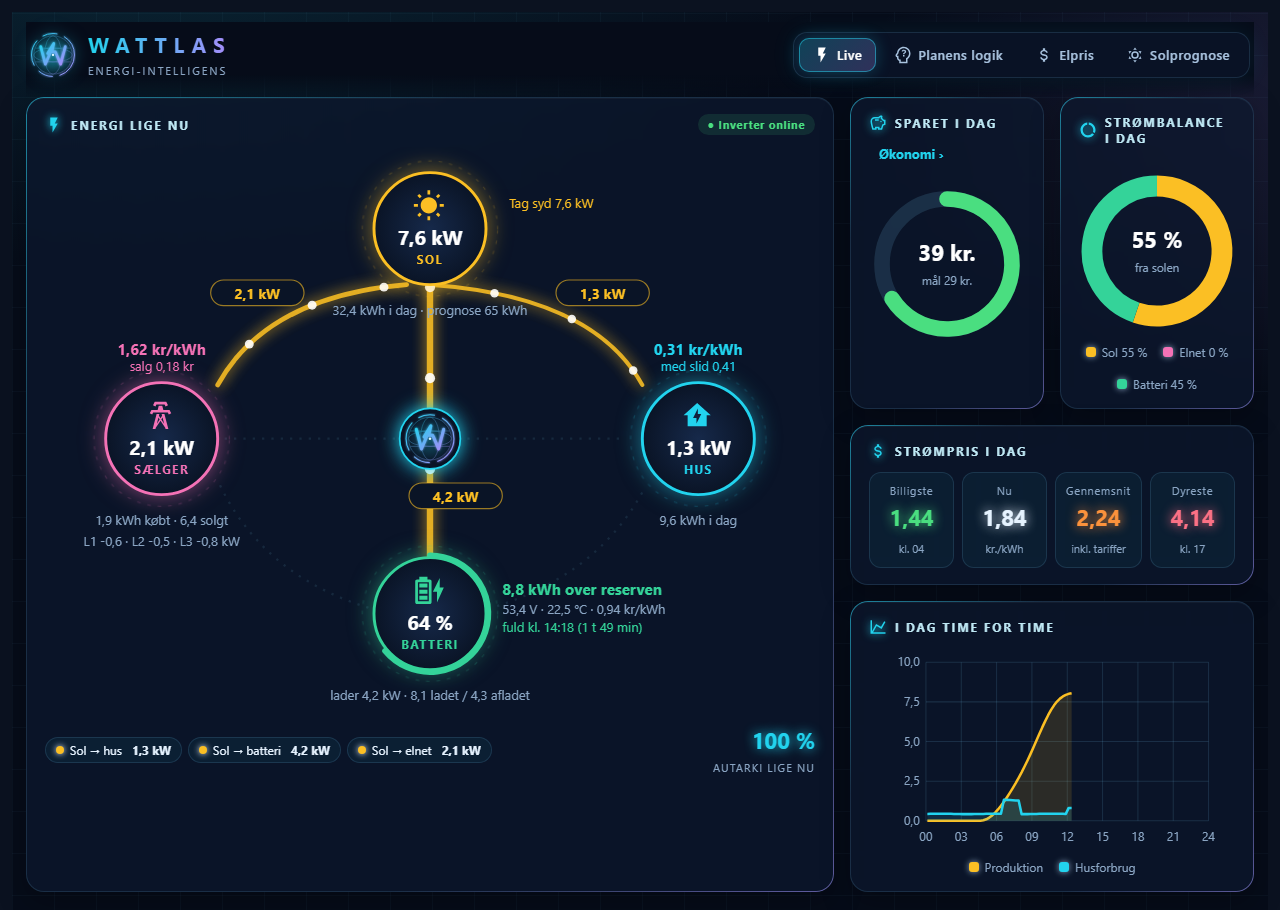 WATTLAS
ENERGI-INTELLIGENS
Live
Planens logik
Elpris
Solprognose
ENERGI LIGE NU
● Inverter online
7,6 kW
SOL
Tag syd 7,6 kW
2,1 kW
1,3 kW
32,4 kWh i dag · prognose 65 kWh
1,62 kr/kWh
salg 0,18 kr
2,1 kW
SÆLGER
1,9 kWh købt · 6,4 solgt
L1 -0,6 · L2 -0,5 · L3 -0,8 kW
W
0,31 kr/kWh
med slid 0,41
1,3 kW
HUS
9,6 kWh i dag
4,2 kW
64 %
BATTERI
8,8 kWh over reserven
53,4 V · 22,5 °C · 0,94 kr/kWh
fuld kl. 14:18 (1 t 49 min)
lader 4,2 kW · 8,1 ladet / 4,3 afladet
Sol → hus 1,3 kW
Sol → batteri 4,2 kW
Sol → elnet 2,1 kW
100 %
AUTARKI LIGE NU
SPARET I DAG
Økonomi ›
39 kr.
mål 29 kr.
STRØMBALANCE
I DAG
55 %
fra solen
Sol 55 %
Elnet 0 %
Batteri 45 %
STRØMPRIS I DAG
Billigste
1,44
kl. 04
Nu
1,84
kr./kWh
Gennemsnit
2,24
inkl. tariffer
Dyreste
4,14
kl. 17
I DAG TIME FOR TIME
10,0
7,5
5,0
2,5
0,0
00 03 06 09 12 15 18 21 24
Produktion
Husforbrug